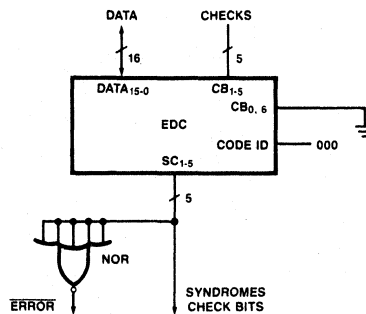 DATA
CHECKS
16
5
DATA15-0
CB1-5
CB0, 6
EDC
CODE ID
000
SC1-5
5
NOR
ERROR
SYNDROMES
CHECK BITS